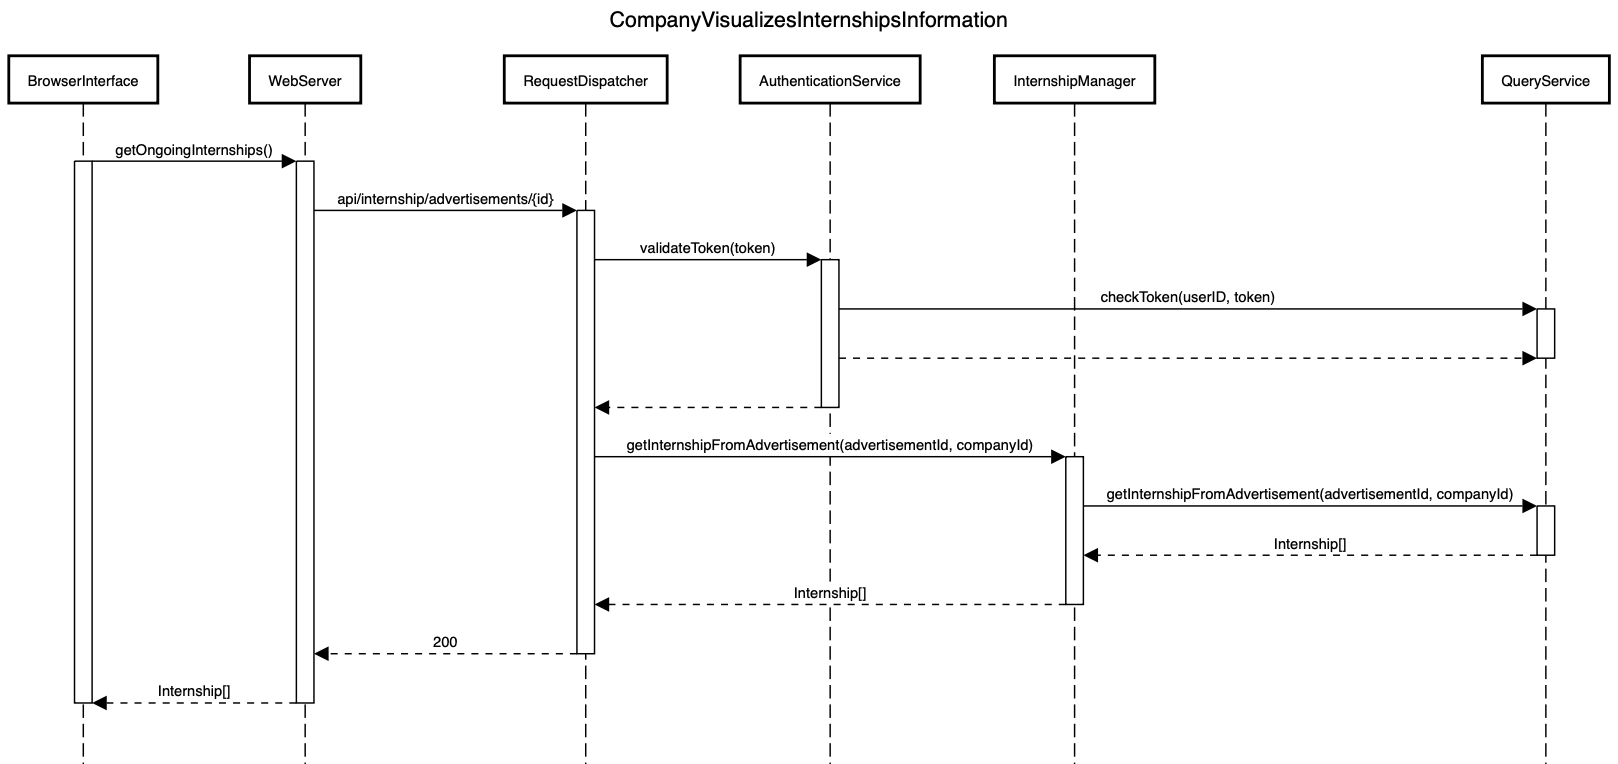 CompanyVisualizesInternshipsInformation
BrowserInterface
WebServer
RequestDispatcher
AuthenticationService
InternshipManager
QueryService
getOngoingInternships()
api/internship/advertisements/{id}
validateToken(token)
checkToken(userID, token)
getInternshipFromAdvertisement(advertisementId, companyId)
getInternshipFromAdvertisement(advertisementId, companyId)
Internship[]
Internship[]
200
Internship[]